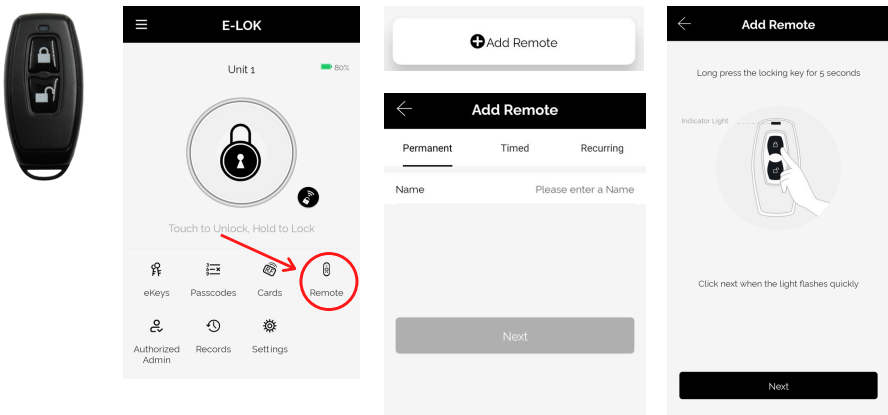 E-LOK
Unit 1
80%
Touch to Unlock, Hold to Lock
eKeys
Passcodes
Cards
Remote
Authorized
Admin
Records
Settings
Add Remote
Add Remote
Permanent
Timed
Recurring
Name
Please enter a Name
Next
Add Remote
Long press the locking key for 5 seconds
Indicator Light
Click next when the light flashes quickly
Next